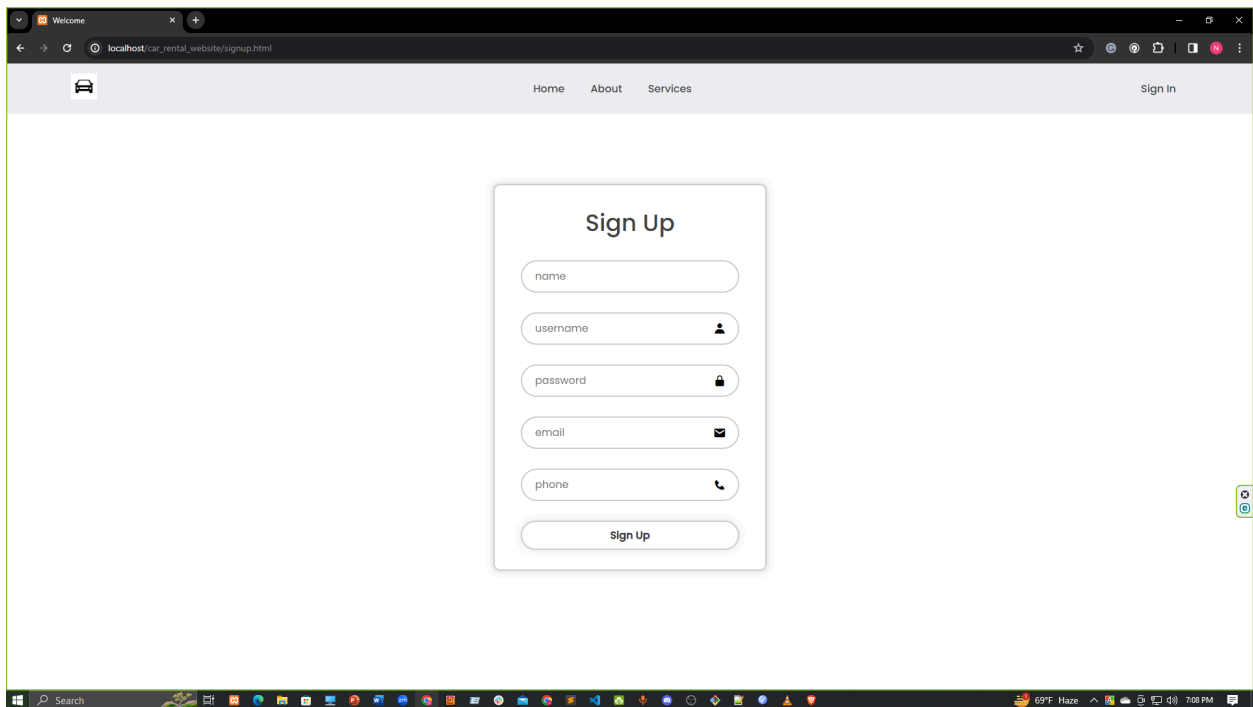 Welcome
localhost/car_rental_website/signup.html
N
Home About Services Sign In
Sign Up
name
username
password
email
phone
Sign Up
Search
69°F Haze 7:08 PM